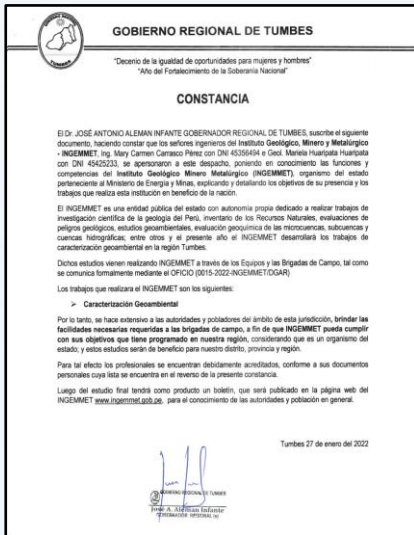 GOBIERNO REGIONAL DE TUMBES
TUMBES
"Decenio de la igualdad de oportunidades para mujeres y hombres"
"Año del Fortalecimiento de la Soberanía Nacional"
CONSTANCIA
El Dr. JOSÉ ANTONIO ALEMAN INFANTE GOBERNADOR REGIONAL DE TUMBES, suscribe el siguiente
documento, haciendo constar que los señores ingenieros del Instituto Geológico, Minero y Metalúrgico
- INGEMMET, Ing. Mary Carmen Carrasco Pérez con DNI 45356494 e Geol. Mariela Huaripata Huaripata
con DNI 45425233, se apersonaron a este despacho, poniendo en conocimiento las funciones y
competencias del Instituto Geológico Minero Metalúrgico (INGEMMET), organismo del estado
perteneciente al Ministerio de Energía y Minas, explicando y detallando los objetivos de su presencia y los
trabajos que realiza esta institución en beneficio de la nación.
El INGEMMET es una entidad pública del estado con autonomía propia dedicado a realizar trabajos de
investigación científica de la geología del Perú, inventario de los Recursos Naturales, evaluaciones de
peligros geológicos, estudios geoambientales, evaluación geoquímica de las microcuencas, subcuencas y
cuencas hidrográficas; entre otros y el presente año el INGEMMET desarrollará los trabajos de
caracterización geoambiental en la región Tumbes.
Dichos estudios vienen realizando INGEMMET a través de los Equipos y las Brigadas de Campo, tal como
se comunica formalmente mediante el OFICIO (0015-2022-INGEMMET/DGAR)
Los trabajos que realizara el INGEMMET son los siguientes:
➤ Caracterización Geoambiental
Por lo tanto, se hace extensivo a las autoridades y pobladores del ámbito de esta jurisdicción, brindar las
facilidades necesarias requeridas a las brigadas de campo, a fin de que INGEMMET pueda cumplir
con sus objetivos que tiene programado en nuestra región, considerando que es un organismo del
estado; y estos estudios serán de beneficio para nuestro distrito, provincia y región.
Para tal efecto los profesionales se encuentran debidamente acreditados, conforme a sus documentos
personales cuya lista se encuentra en el reverso de la presente constancia.
Luego del estudio final tendrá como producto un boletín, que será publicado en la página web del
INGEMMET www.ingemmet.gob.pe, para el conocimiento de las autoridades y población en general.
Tumbes 27 de enero del 2022
GOBIERNO REGIONAL DE TUMBES
José A. Alemán Infante
GOBERNADOR REGIONAL